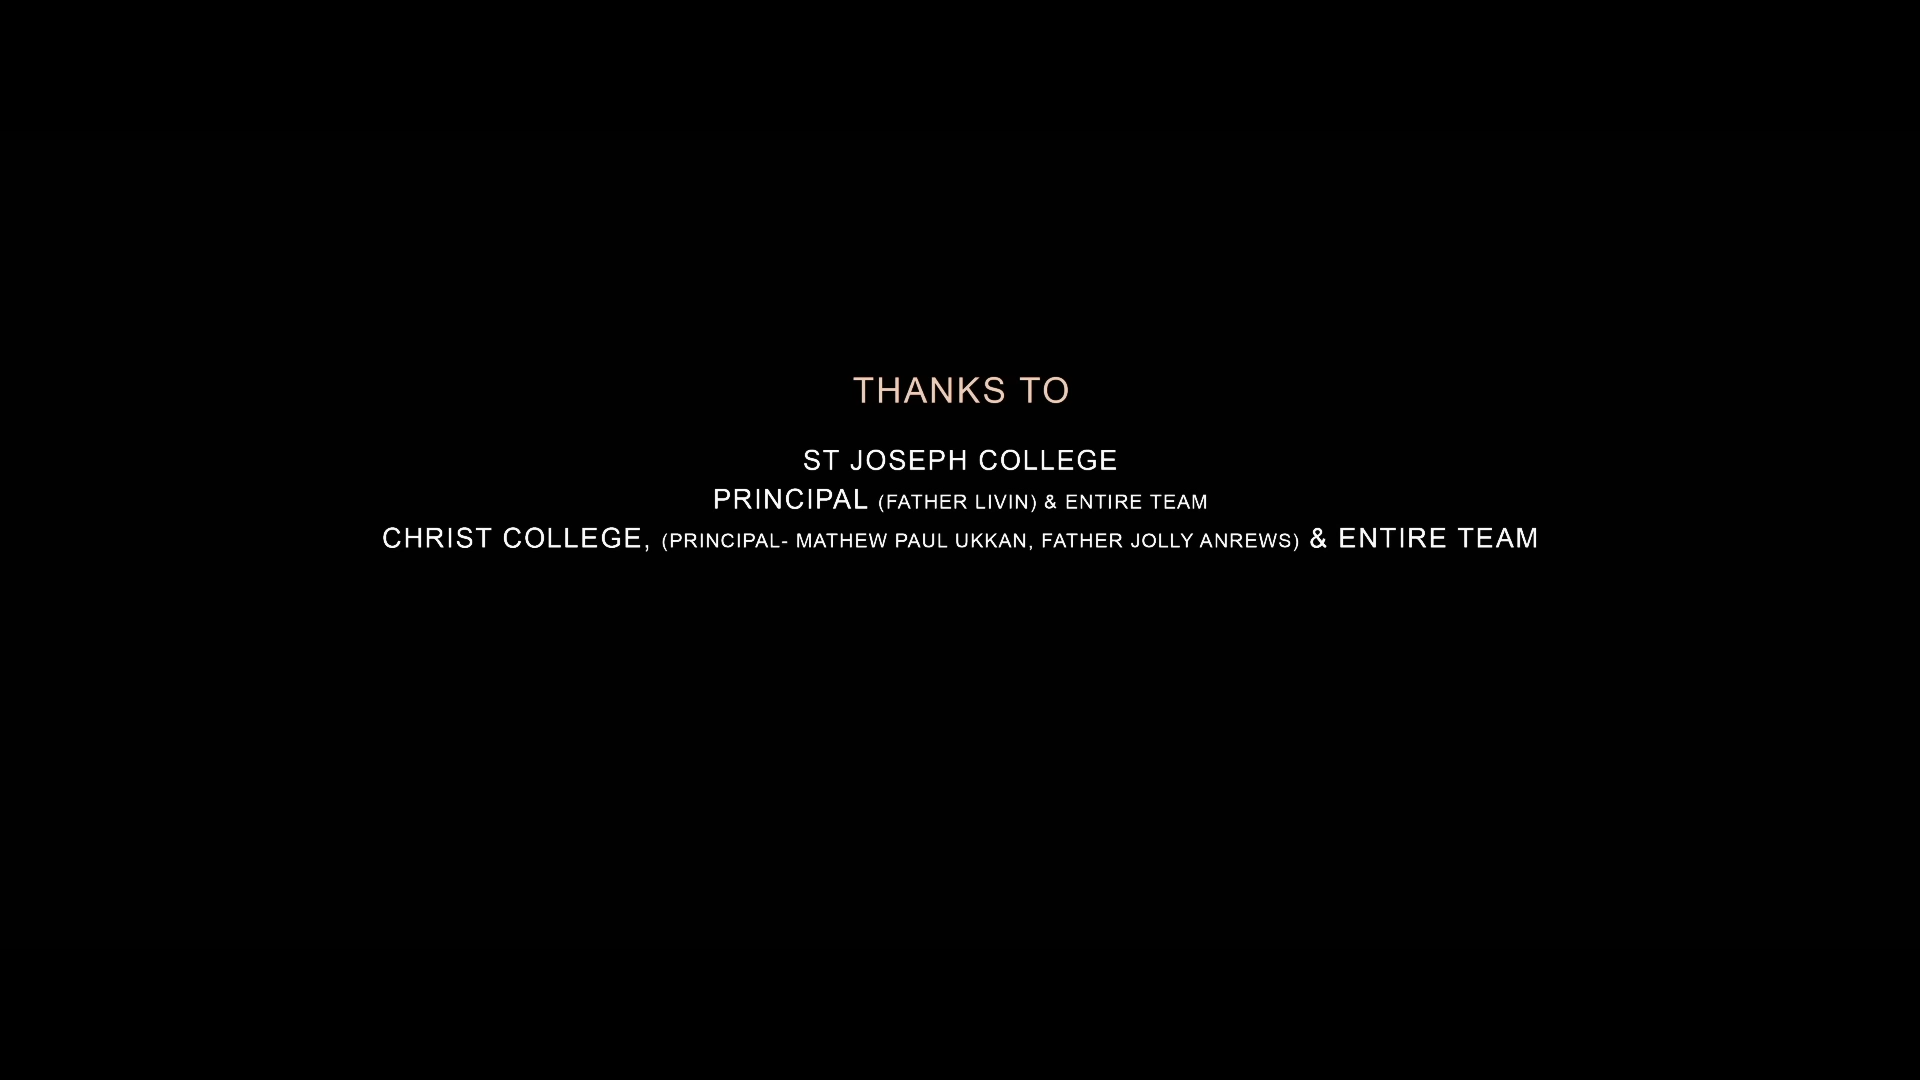 THANKS TO
ST JOSEPH COLLEGE
PRINCIPAL (FATHER LIVIN) & ENTIRE TEAM
CHRIST COLLEGE, (PRINCIPAL- MATHEW PAUL UKKAN, FATHER JOLLY ANREWS) & ENTIRE TEAM